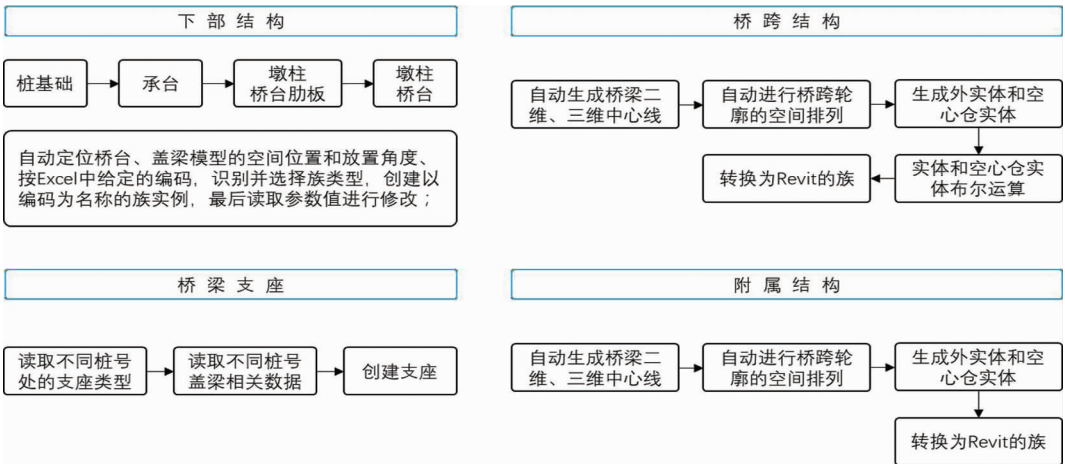 下部结构
桩基础
承台
墩柱
桥台肋板
墩柱
桥台
自动定位桥台、盖梁模型的空间位置和放置角度、
按Excel中给定的编码，识别并选择族类型，创建以
编码为名称的族实例，最后读取参数值进行修改；
桥跨结构
自动生成桥梁二
维、三维中心线
自动进行桥跨轮
廓的空间排列
生成外实体和空
心仓实体
转换为Revit的族
实体和空心仓实
体布尔运算
桥梁支座
读取不同桩号
处的支座类型
读取不同桩号
盖梁相关数据
创建支座
附属结构
自动生成桥梁二
维、三维中心线
自动进行桥跨轮
廓的空间排列
生成外实体和空
心仓实体
转换为Revit的族